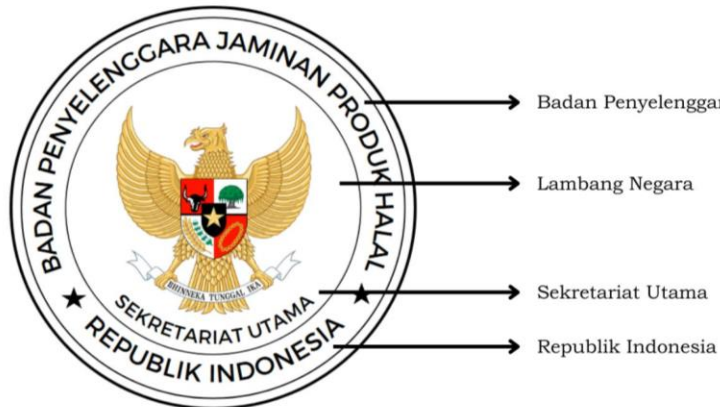 BADAN PENYELENGGARA JAMINAN PRODUK HALAL
BHINNEKA TUNGGAL IKA
SEKRETARIAT UTAMA
★ REPUBLIK INDONESIA ★
Badan Penyelenggar
Lambang Negara
Sekretariat Utama
Republik Indonesia